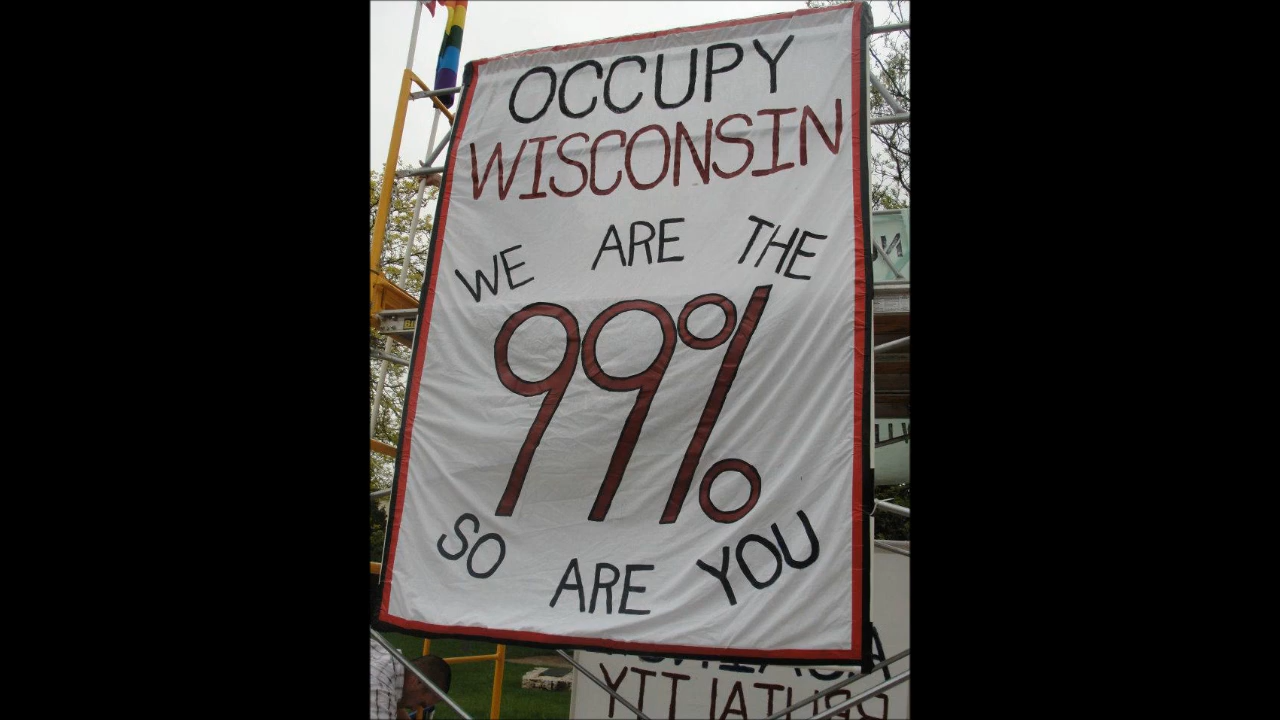 OCCUPY
WISCONSIN
WE ARE THE
99%
SO ARE YOU